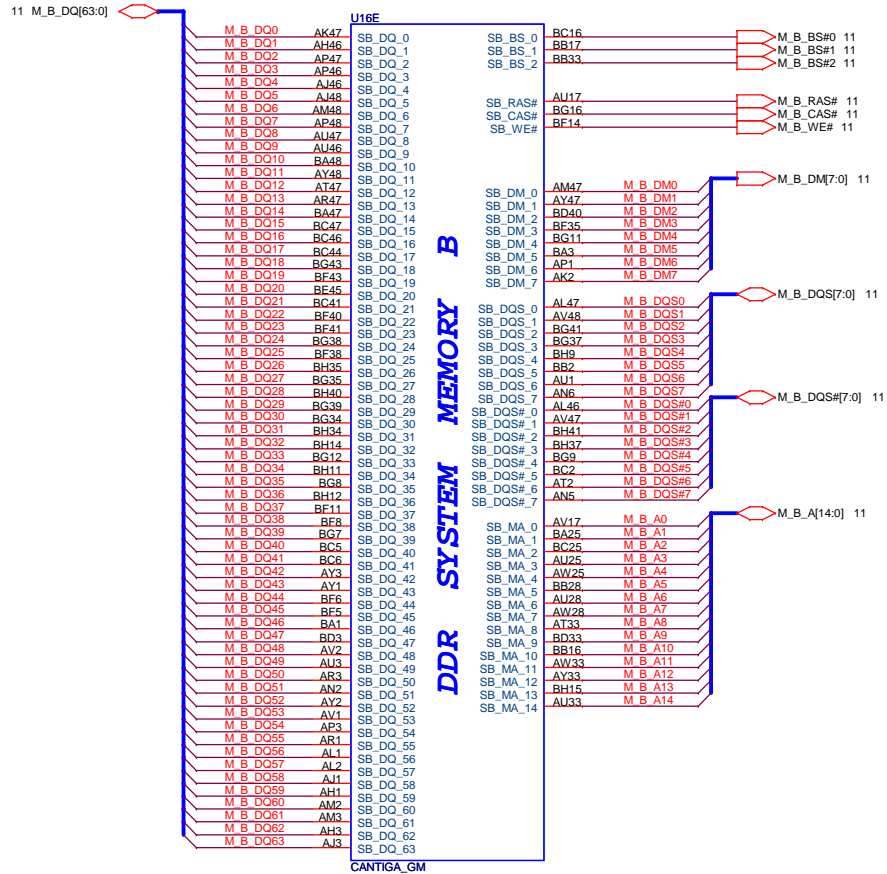 11 M_B_DQ[63:0]
U16E
M_B_DQ0 AK47 SB_DQ_0
M_B_DQ1 AH46 SB_DQ_1
M_B_DQ2 AP47 SB_DQ_2
M_B_DQ3 AP46 SB_DQ_3
M_B_DQ4 AJ46 SB_DQ_4
M_B_DQ5 AJ48 SB_DQ_5
M_B_DQ6 AM48 SB_DQ_6
M_B_DQ7 AP48 SB_DQ_7
M_B_DQ8 AU47 SB_DQ_8
M_B_DQ9 AU46 SB_DQ_9
M_B_DQ10 BA48 SB_DQ_10
M_B_DQ11 AY48 SB_DQ_11
M_B_DQ12 AT47 SB_DQ_12
M_B_DQ13 AR47 SB_DQ_13
M_B_DQ14 BA47 SB_DQ_14
M_B_DQ15 BC47 SB_DQ_15
M_B_DQ16 BC46 SB_DQ_16
M_B_DQ17 BC44 SB_DQ_17
M_B_DQ18 BG43 SB_DQ_18
M_B_DQ19 BF43 SB_DQ_19
M_B_DQ20 BE45 SB_DQ_20
M_B_DQ21 BC41 SB_DQ_21
M_B_DQ22 BF40 SB_DQ_22
M_B_DQ23 BF41 SB_DQ_23
M_B_DQ24 BG38 SB_DQ_24
M_B_DQ25 BF38 SB_DQ_25
M_B_DQ26 BH35 SB_DQ_26
M_B_DQ27 BG35 SB_DQ_27
M_B_DQ28 BH40 SB_DQ_28
M_B_DQ29 BG39 SB_DQ_29
M_B_DQ30 BG34 SB_DQ_30
M_B_DQ31 BH34 SB_DQ_31
M_B_DQ32 BH14 SB_DQ_32
M_B_DQ33 BG12 SB_DQ_33
M_B_DQ34 BH11 SB_DQ_34
M_B_DQ35 BG8 SB_DQ_35
M_B_DQ36 BH12 SB_DQ_36
M_B_DQ37 BF11 SB_DQ_37
M_B_DQ38 BF8 SB_DQ_38
M_B_DQ39 BG7 SB_DQ_39
M_B_DQ40 BC5 SB_DQ_40
M_B_DQ41 BC6 SB_DQ_41
M_B_DQ42 AY3 SB_DQ_42
M_B_DQ43 AY1 SB_DQ_43
M_B_DQ44 BF6 SB_DQ_44
M_B_DQ45 BF5 SB_DQ_45
M_B_DQ46 BA1 SB_DQ_46
M_B_DQ47 BD3 SB_DQ_47
M_B_DQ48 AV2 SB_DQ_48
M_B_DQ49 AU3 SB_DQ_49
M_B_DQ50 AR3 SB_DQ_50
M_B_DQ51 AN2 SB_DQ_51
M_B_DQ52 AY2 SB_DQ_52
M_B_DQ53 AV1 SB_DQ_53
M_B_DQ54 AP3 SB_DQ_54
M_B_DQ55 AR1 SB_DQ_55
M_B_DQ56 AL1 SB_DQ_56
M_B_DQ57 AL2 SB_DQ_57
M_B_DQ58 AJ1 SB_DQ_58
M_B_DQ59 AH1 SB_DQ_59
M_B_DQ60 AM2 SB_DQ_60
M_B_DQ61 AM3 SB_DQ_61
M_B_DQ62 AH3 SB_DQ_62
M_B_DQ63 AJ3 SB_DQ_63
DDR SYSTEM MEMORY B
SB_BS_0 BC16 M_B_BS#0 11
SB_BS_1 BB17 M_B_BS#1 11
SB_BS_2 BB33 M_B_BS#2 11
SB_RAS# AU17 M_B_RAS# 11
SB_CAS# BG16 M_B_CAS# 11
SB_WE# BF14 M_B_WE# 11
M_B_DM[7:0] 11
SB_DM_0 AM47 M_B_DM0
SB_DM_1 AY47 M_B_DM1
SB_DM_2 BD40 M_B_DM2
SB_DM_3 BF35 M_B_DM3
SB_DM_4 BG11 M_B_DM4
SB_DM_5 BA3 M_B_DM5
SB_DM_6 AP1 M_B_DM6
SB_DM_7 AK2 M_B_DM7
M_B_DQS[7:0] 11
SB_DQS_0 AL47 M_B_DQS0
SB_DQS_1 AV48 M_B_DQS1
SB_DQS_2 BG41 M_B_DQS2
SB_DQS_3 BG37 M_B_DQS3
SB_DQS_4 BH9 M_B_DQS4
SB_DQS_5 BB2 M_B_DQS5
SB_DQS_6 AU1 M_B_DQS6
SB_DQS_7 AN6 M_B_DQS7
M_B_DQS#[7:0] 11
SB_DQS#_0 AL46 M_B_DQS#0
SB_DQS#_1 AV47 M_B_DQS#1
SB_DQS#_2 BH41 M_B_DQS#2
SB_DQS#_3 BH37 M_B_DQS#3
SB_DQS#_4 BG9 M_B_DQS#4
SB_DQS#_5 BC2 M_B_DQS#5
SB_DQS#_6 AT2 M_B_DQS#6
SB_DQS#_7 AN5 M_B_DQS#7
M_B_A[14:0] 11
SB_MA_0 AV17 M_B_A0
SB_MA_1 BA25 M_B_A1
SB_MA_2 BC25 M_B_A2
SB_MA_3 AU25 M_B_A3
SB_MA_4 AW25 M_B_A4
SB_MA_5 BB28 M_B_A5
SB_MA_6 AU28 M_B_A6
SB_MA_7 AW28 M_B_A7
SB_MA_8 AT33 M_B_A8
SB_MA_9 BD33 M_B_A9
SB_MA_10 BB16 M_B_A10
SB_MA_11 AW33 M_B_A11
SB_MA_12 AY33 M_B_A12
SB_MA_13 BH15 M_B_A13
SB_MA_14 AU33 M_B_A14
CANTIGA_GM